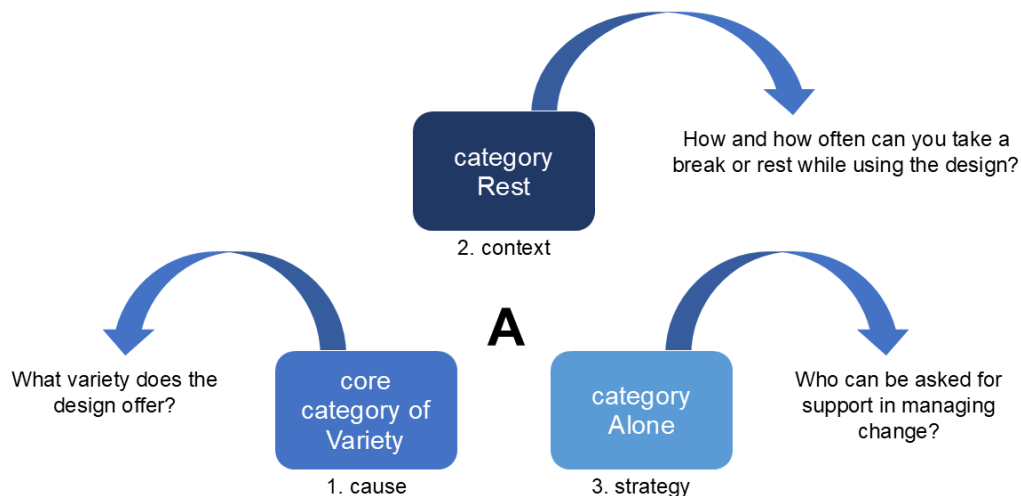 category
Rest
How and how often can you take a
break or rest while using the design?
2. context
A
What variety does the
design offer?
core
category of
Variety
1. cause
category
Alone
3. strategy
Who can be asked for
support in managing
change?